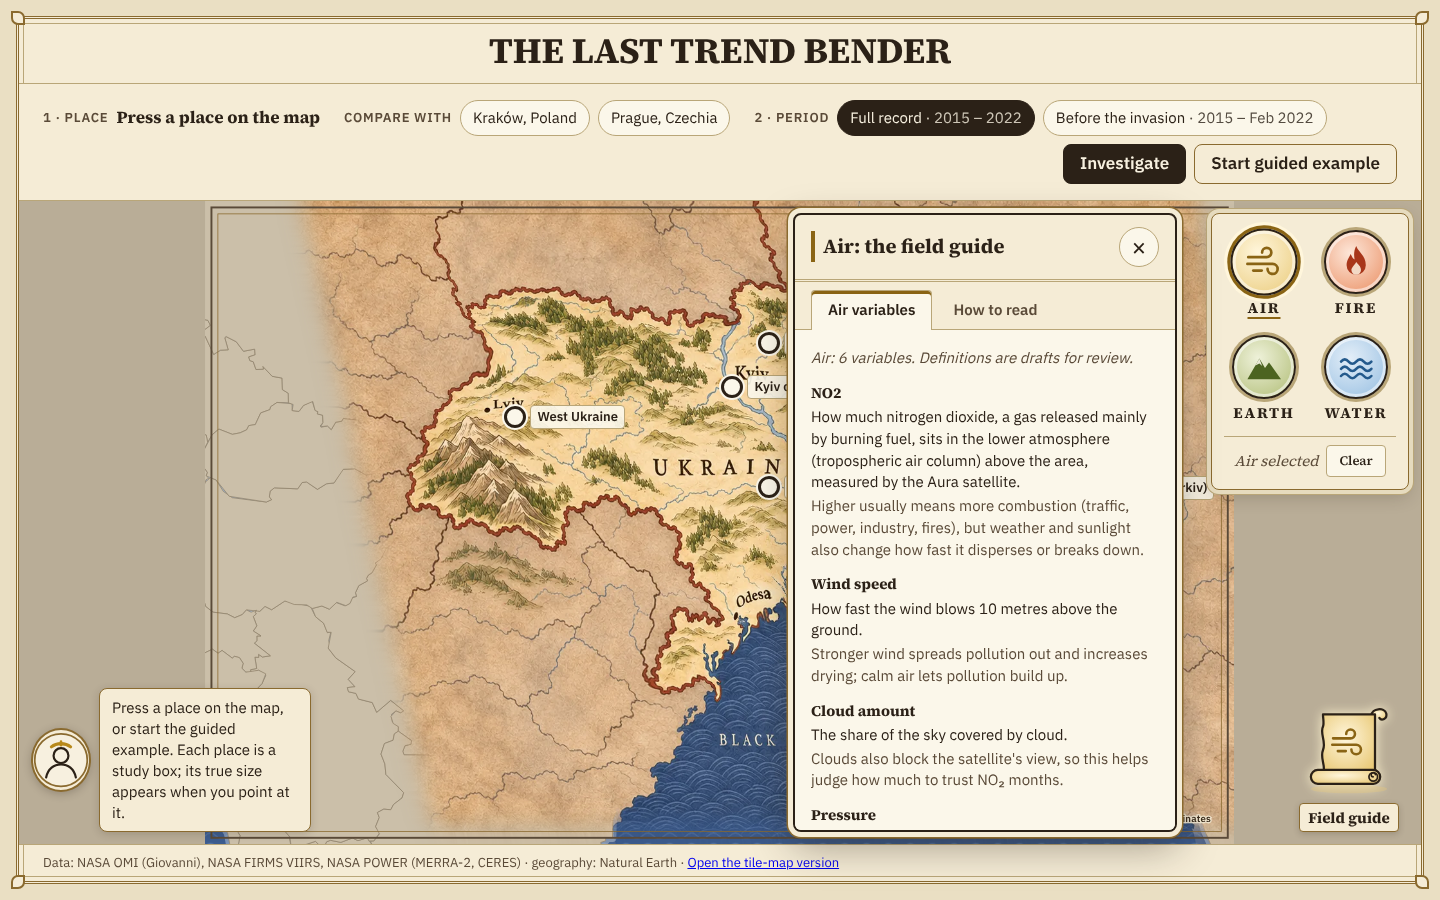 THE LAST TREND BENDER
1 · PLACE Press a place on the map COMPARE WITH Kraków, Poland Prague, Czechia 2 · PERIOD Full record · 2015 – 2022 Before the invasion · 2015 – Feb 2022
Investigate Start guided example
Lviv
West Ukraine
Kyiv
Kyiv
UKRAIN
Odesa
BLACK
rkiv)
nates
Air: the field guide
×
Air variables How to read
Air: 6 variables. Definitions are drafts for review.
NO2
How much nitrogen dioxide, a gas released mainly
by burning fuel, sits in the lower atmosphere
(tropospheric air column) above the area,
measured by the Aura satellite.
Higher usually means more combustion (traffic,
power, industry, fires), but weather and sunlight
also change how fast it disperses or breaks down.
Wind speed
How fast the wind blows 10 metres above the
ground.
Stronger wind spreads pollution out and increases
drying; calm air lets pollution build up.
Cloud amount
The share of the sky covered by cloud.
Clouds also block the satellite's view, so this helps
judge how much to trust NO₂ months.
Pressure
AIR FIRE
EARTH WATER
Air selected Clear
Press a place on the map,
or start the guided
example. Each place is a
study box; its true size
appears when you point at
it.
Field guide
Data: NASA OMI (Giovanni), NASA FIRMS VIIRS, NASA POWER (MERRA-2, CERES) · geography: Natural Earth · Open the tile-map version